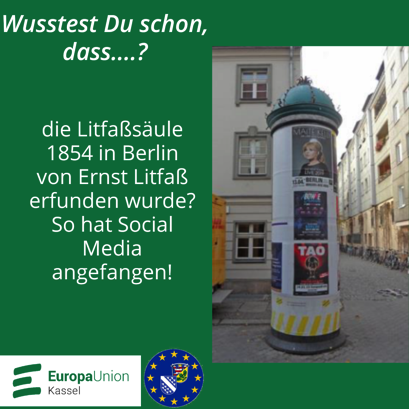 Wusstest Du schon,
dass....?
die Litfaßsäule
1854 in Berlin
von Ernst Litfaß
erfunden wurde?
So hat Social
Media
angefangen!
BERLIN
TAO
EuropaUnion
Kassel